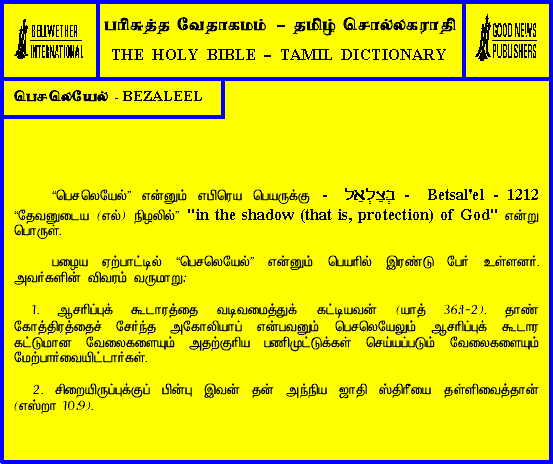 BELLWETHER
INTERNATIONAL
பரிசுத்த வேதாகமம் – தமிழ் சொல்லகராதி
THE HOLY BIBLE – TAMIL DICTIONARY
GOOD NEWS
PUBLISHERS
பெசலெயேல் - BEZALEEL
“பெசலெயேல்” என்னும் எபிரெய பெயருக்கு - בְּצַלְאֵל - Betsal'el - 1212
“தேவனுடைய (எல்) நிழலில்” "in the shadow (that is, protection) of God" என்று
பொருள்.
பழைய ஏற்பாட்டில் “பெசலெயேல்” என்னும் பெயரில் இரண்டு பேர் உள்ளனர்.
அவர்களின் விவரம் வருமாறு:
1. ஆசரிப்புக் கூடாரத்தை வடிவமைத்துக் கட்டியவன் (யாத் 36:1-2). தாண்
கோத்திரத்தைச் சேர்ந்த அகோலியாப் என்பவனும் பெசலெயேலும் ஆசரிப்புக் கூடார
கட்டுமான வேலைகளையும் அதற்குரிய பணிமுட்டுக்கள் செய்யப்படும் வேலைகளையும்
மேற்பார்வையிட்டார்கள்.
2. சிறையிருப்புக்குப் பின்பு இவன் தன் அந்நிய ஜாதி ஸ்திரீயை தள்ளிவைத்தான்
(எஸ்றா 10:9).